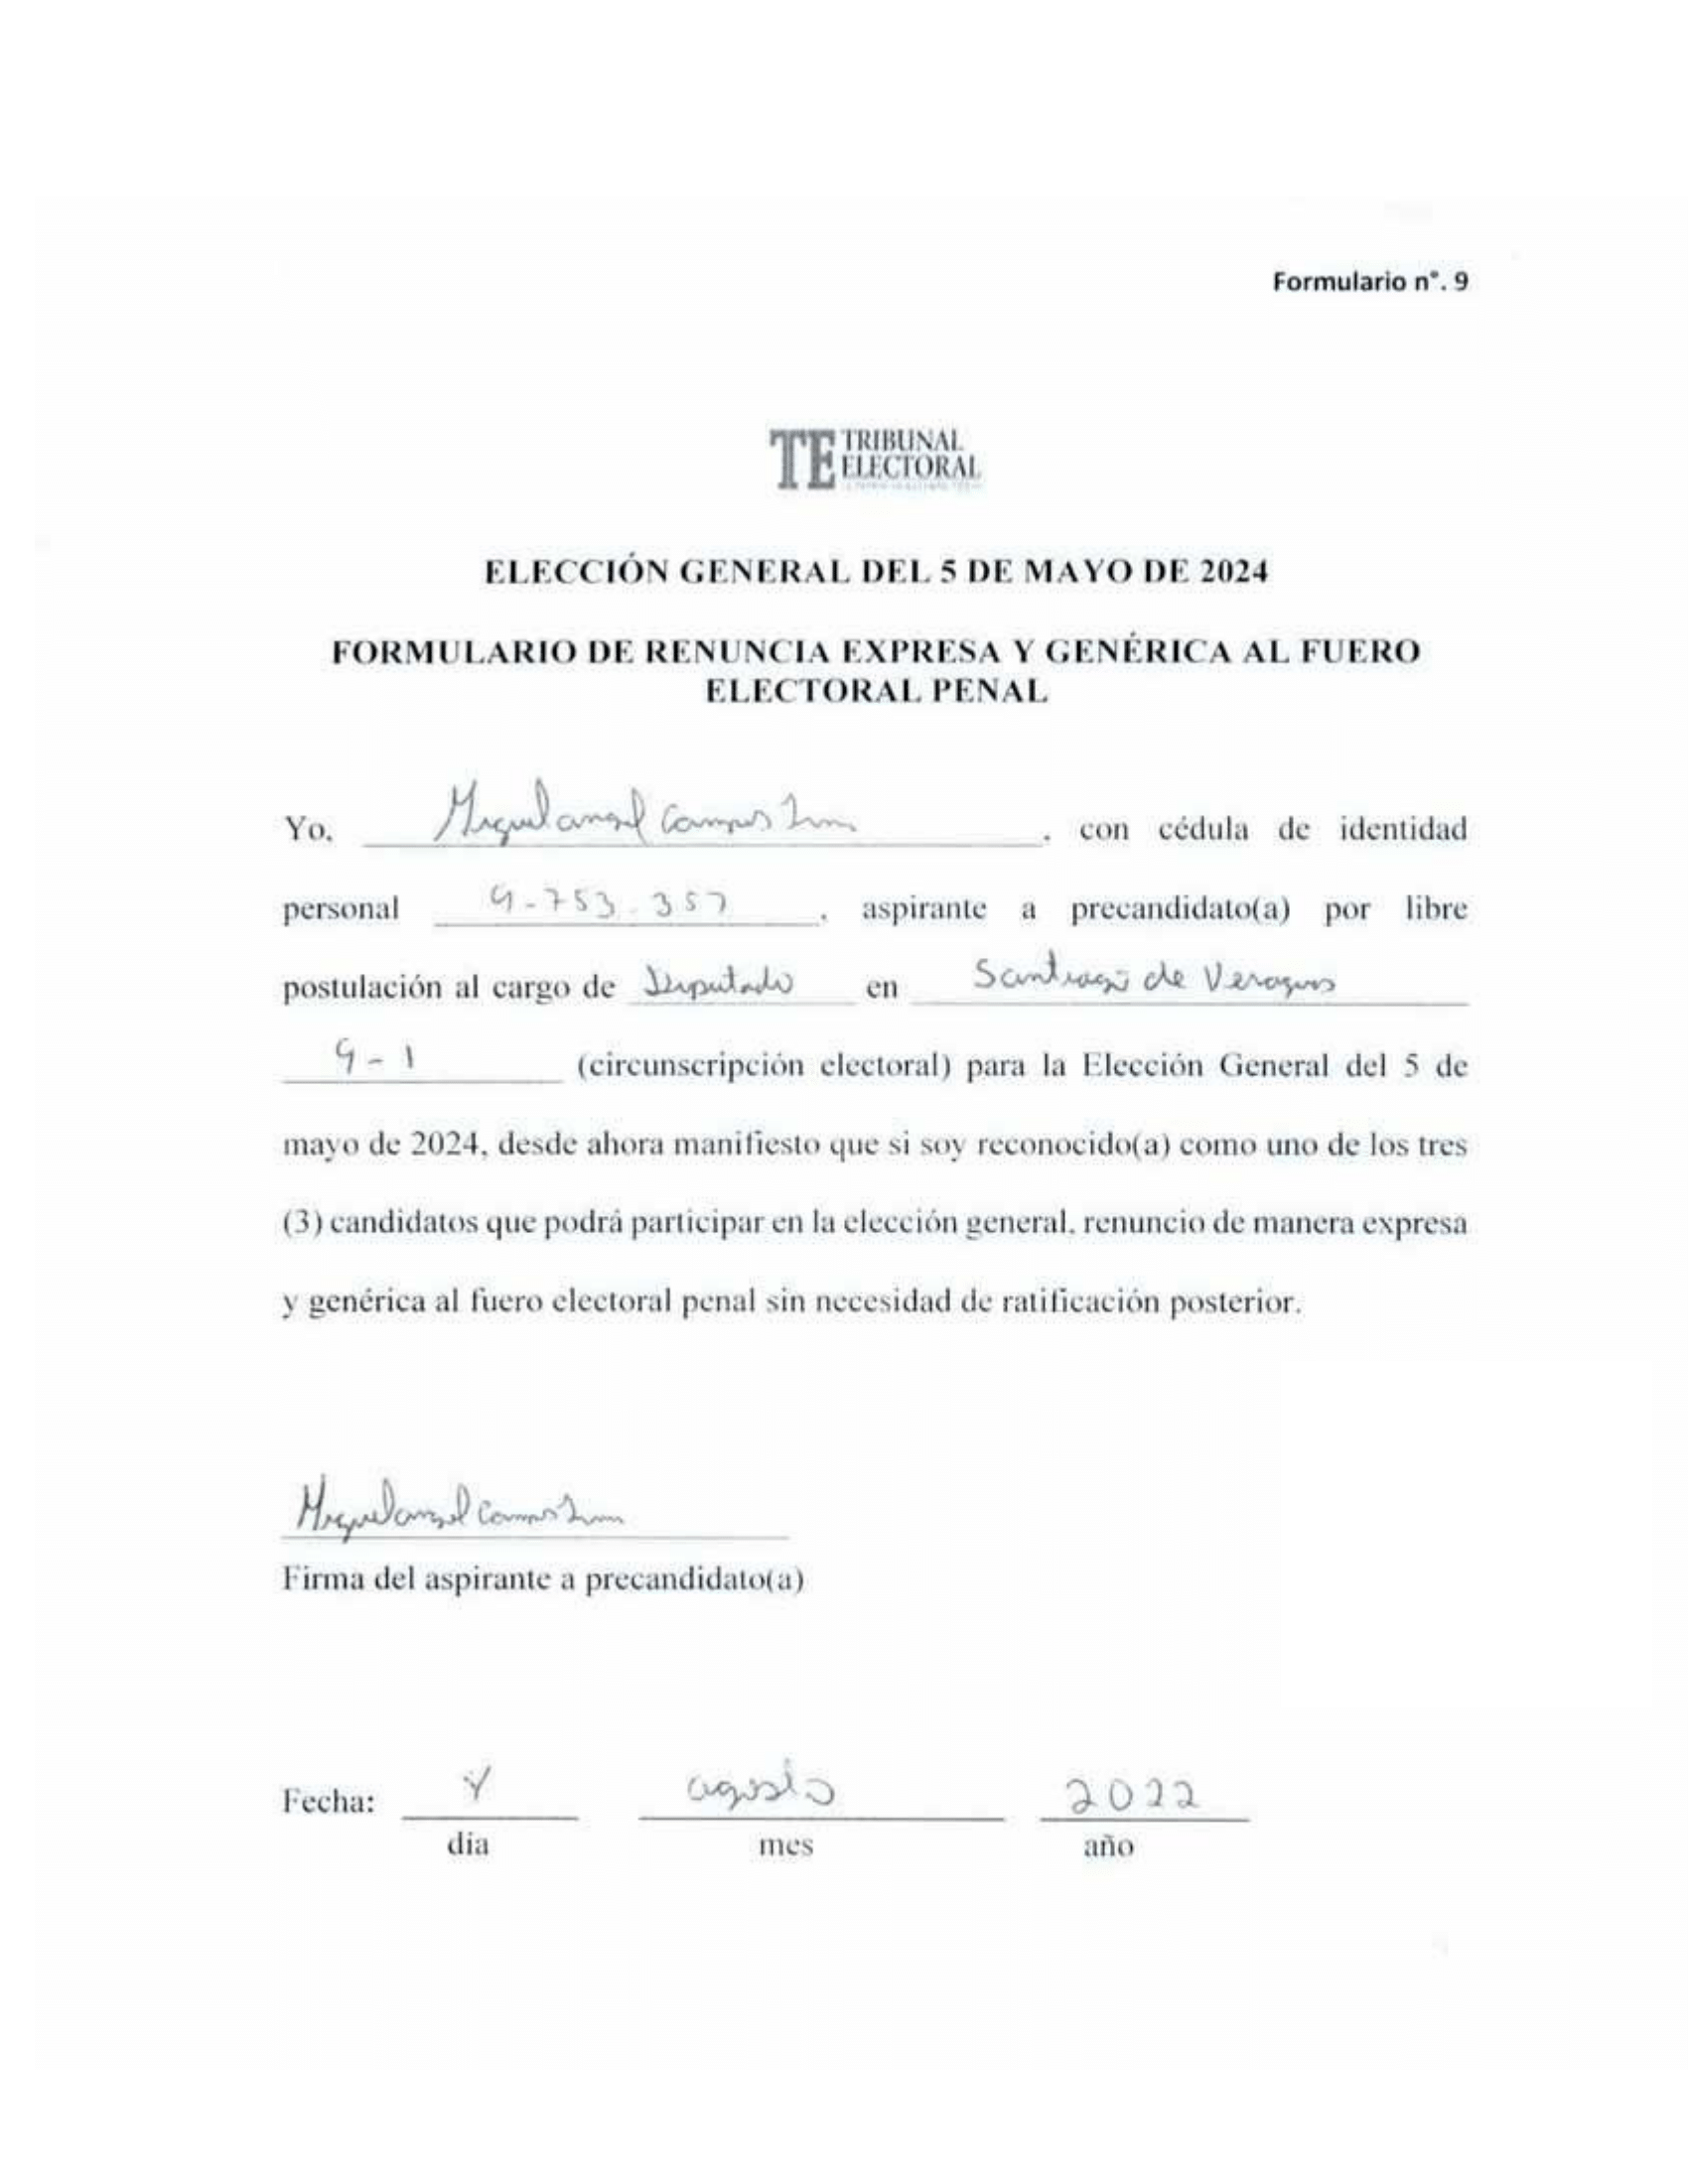 Formulario n°. 9
TE TRIBUNAL
ELECTORAL
ELECCIÓN GENERAL DEL 5 DE MAYO DE 2024
FORMULARIO DE RENUNCIA EXPRESA Y GENÉRICA AL FUERO
ELECTORAL PENAL
Yo, Miguel angel Campos, con cédula de identidad
personal 9-753-357, aspirante a precandidato(a) por libre
postulación al cargo de Diputado en Santiago de Veraguas
9-1 (circunscripción electoral) para la Elección General del 5 de
mayo de 2024, desde ahora manifiesto que si soy reconocido(a) como uno de los tres
(3) candidatos que podrá participar en la elección general, renuncio de manera expresa
y genérica al fuero electoral penal sin necesidad de ratificación posterior.
Miguel angel Campos
Firma del aspirante a precandidato(a)
Fecha: agosto 2022
dia mes año